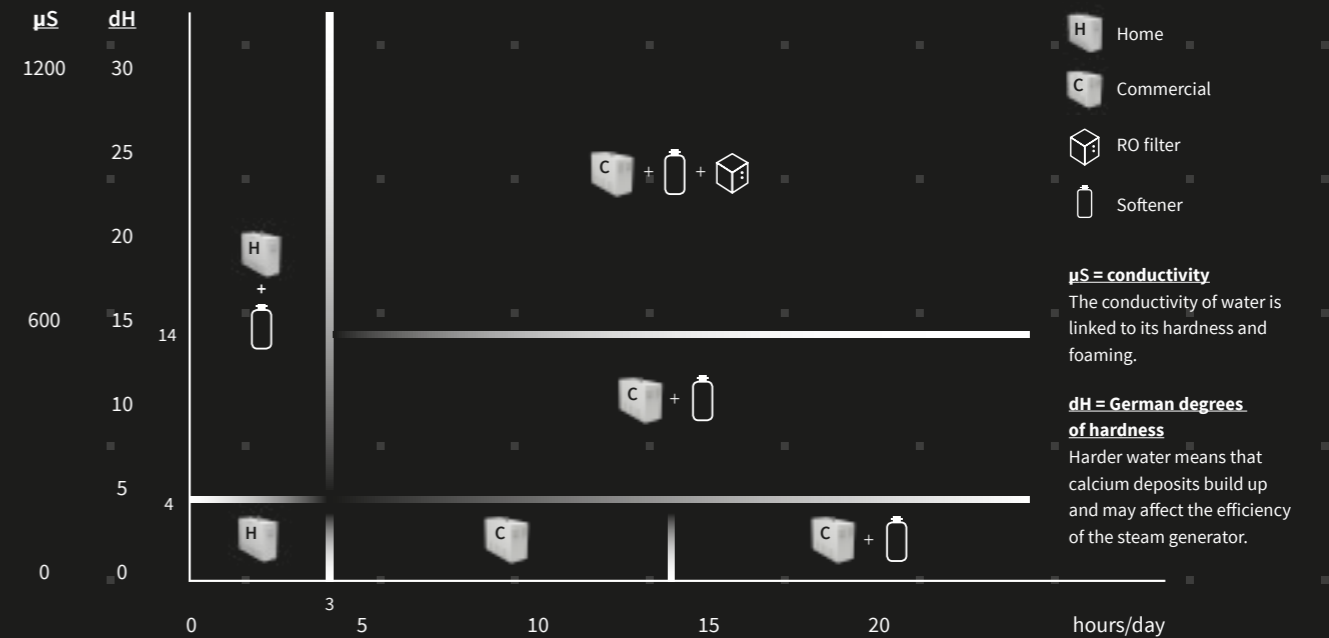 µS dH
1200 30
25
20
600 15
14
10
5
4
0 0
H
+
C + +
C +
H
C
C +
3
0 5 10 15 20 hours/day
H Home
C Commercial
RO filter
Softener
µS = conductivity
The conductivity of water is
linked to its hardness and
foaming.
dH = German degrees
of hardness
Harder water means that
calcium deposits build up
and may affect the efficiency
of the steam generator.